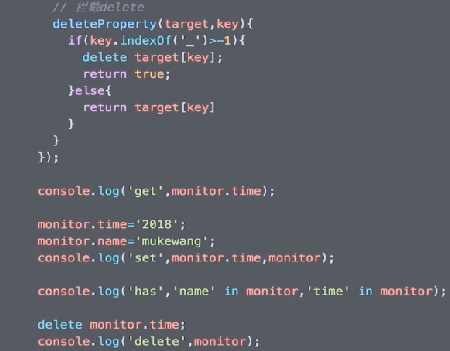 // 拦截delete
deleteProperty(target,key){
if(key.indexOf('_')>-1){
delete target[key];
return true;
}else{
return target[key]
}
}
});
console.log('get',monitor.time);
monitor.time='2018';
monitor.name='mukewang';
console.log('set',monitor.time,monitor);
console.log('has','name' in monitor,'time' in monitor);
delete monitor.time;
console.log('delete',monitor);